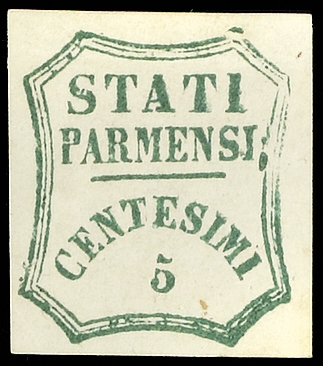 STATI
PARMENSI;
CENTESIMI
5